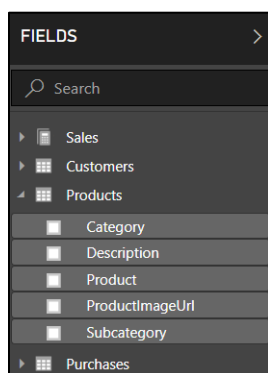 FIELDS
Search
Sales
Customers
Products
Category
Description
Product
ProductImageUrl
Subcategory
Purchases